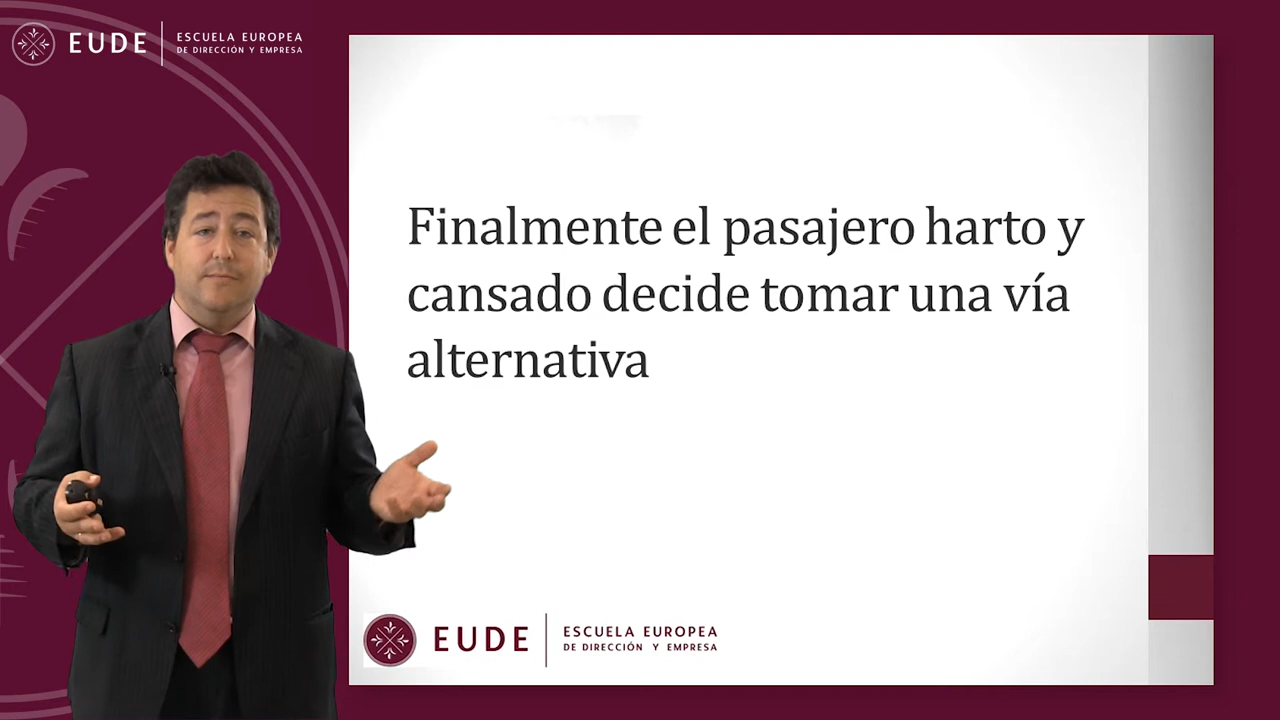 EUDE
ESCUELA EUROPEA
DE DIRECCIÓN Y EMPRESA
Finalmente el pasajero harto y
cansado decide tomar una vía
alternativa
EUDE
ESCUELA EUROPEA
DE DIRECCIÓN Y EMPRESA